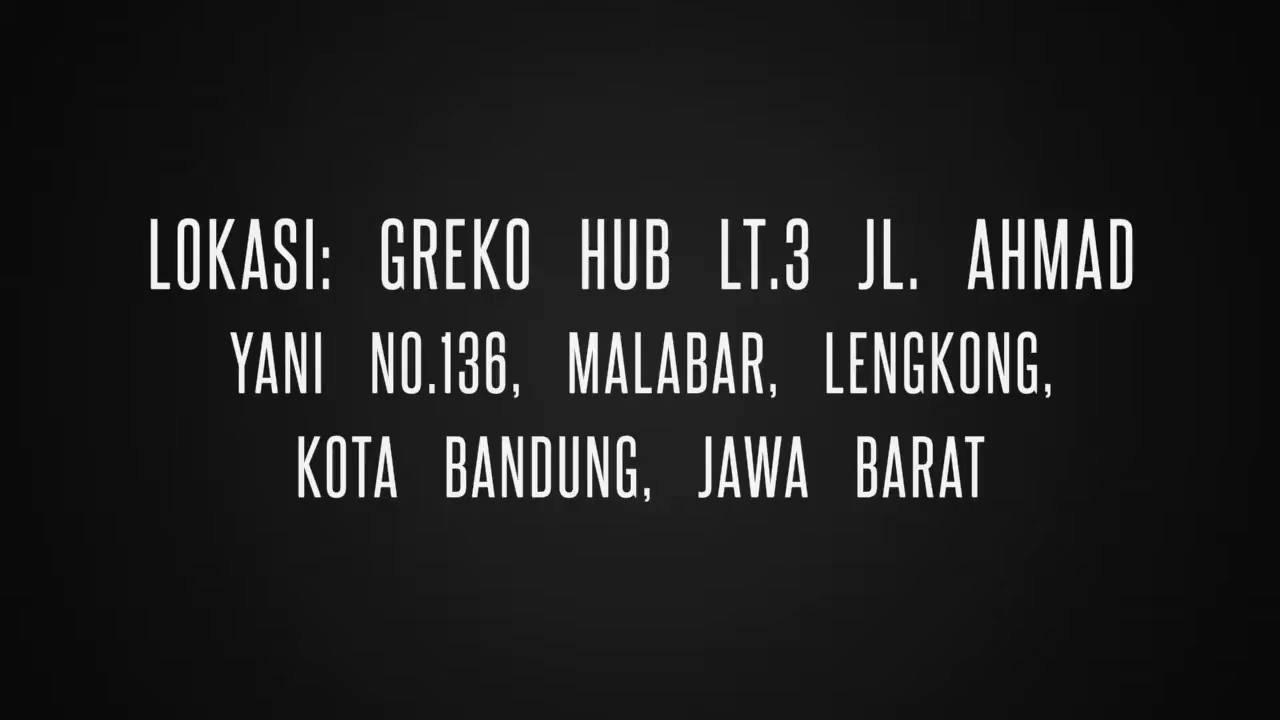 LOKASI: GREKO HUB LT.3 JL. AHMAD
YANI NO.136, MALABAR, LENGKONG,
KOTA BANDUNG, JAWA BARAT